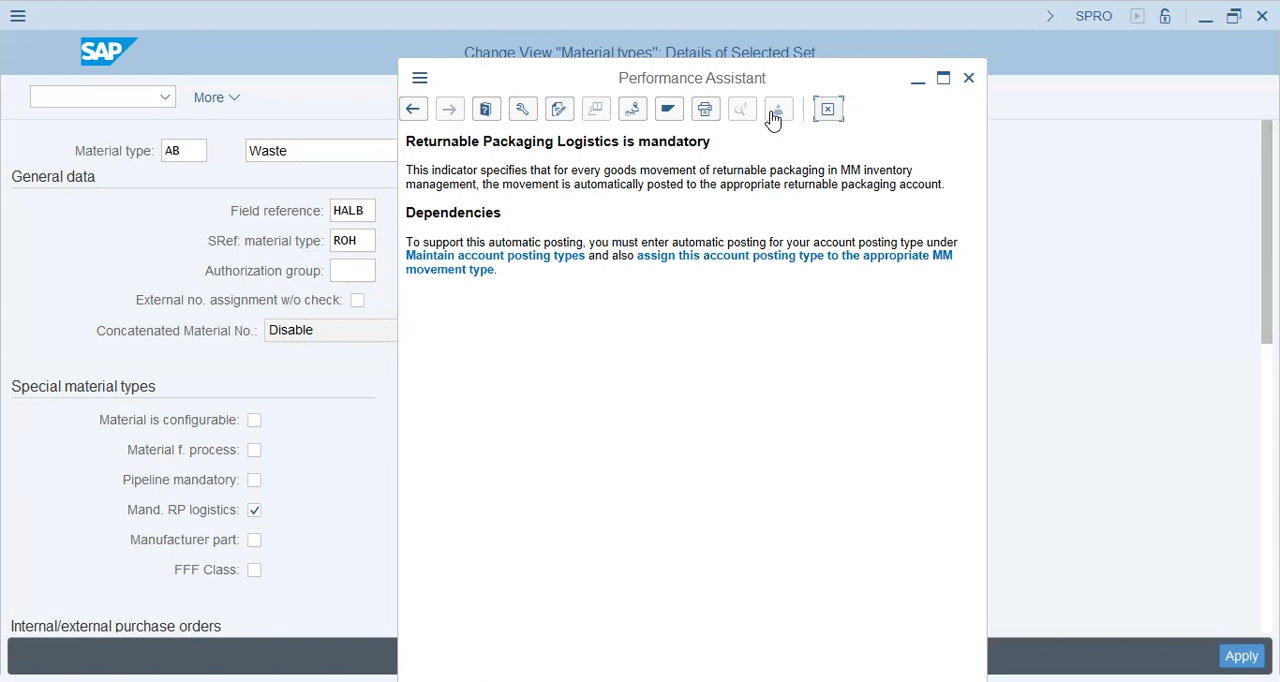 SPRO
SAP
Change View "Material types": Details of Selected Set
Performance Assistant
More
Returnable Packaging Logistics is mandatory
This indicator specifies that for every goods movement of returnable packaging in MM inventory
management, the movement is automatically posted to the appropriate returnable packaging account.
Dependencies
To support this automatic posting, you must enter automatic posting for your account posting type under
Maintain account posting types and also assign this account posting type to the appropriate MM
movement type.
Material type: AB Waste
General data
Field reference: HALB
SRef: material type: ROH
Authorization group:
External no. assignment w/o check:
Concatenated Material No.: Disable
Special material types
Material is configurable:
Material f. process:
Pipeline mandatory:
Mand. RP logistics:
Manufacturer part:
FFF Class:
Internal/external purchase orders
Apply